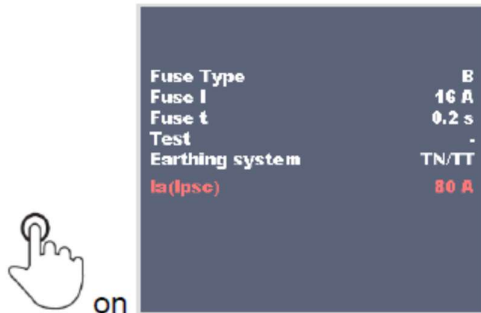 Fuse Type B
Fuse I 16 A
Fuse t 0.2 s
Test -
Earthing system TN/TT
Ia(Ipsc) 80 A
on